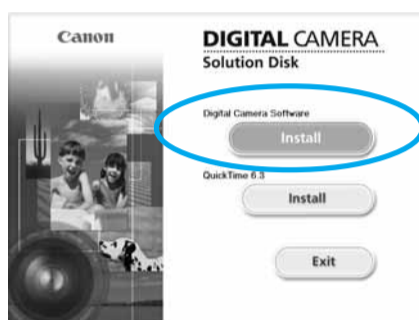 Canon
DIGITAL CAMERA
Solution Disk
Digital Camera Software
Install
QuickTime 6.3
Install
Exit